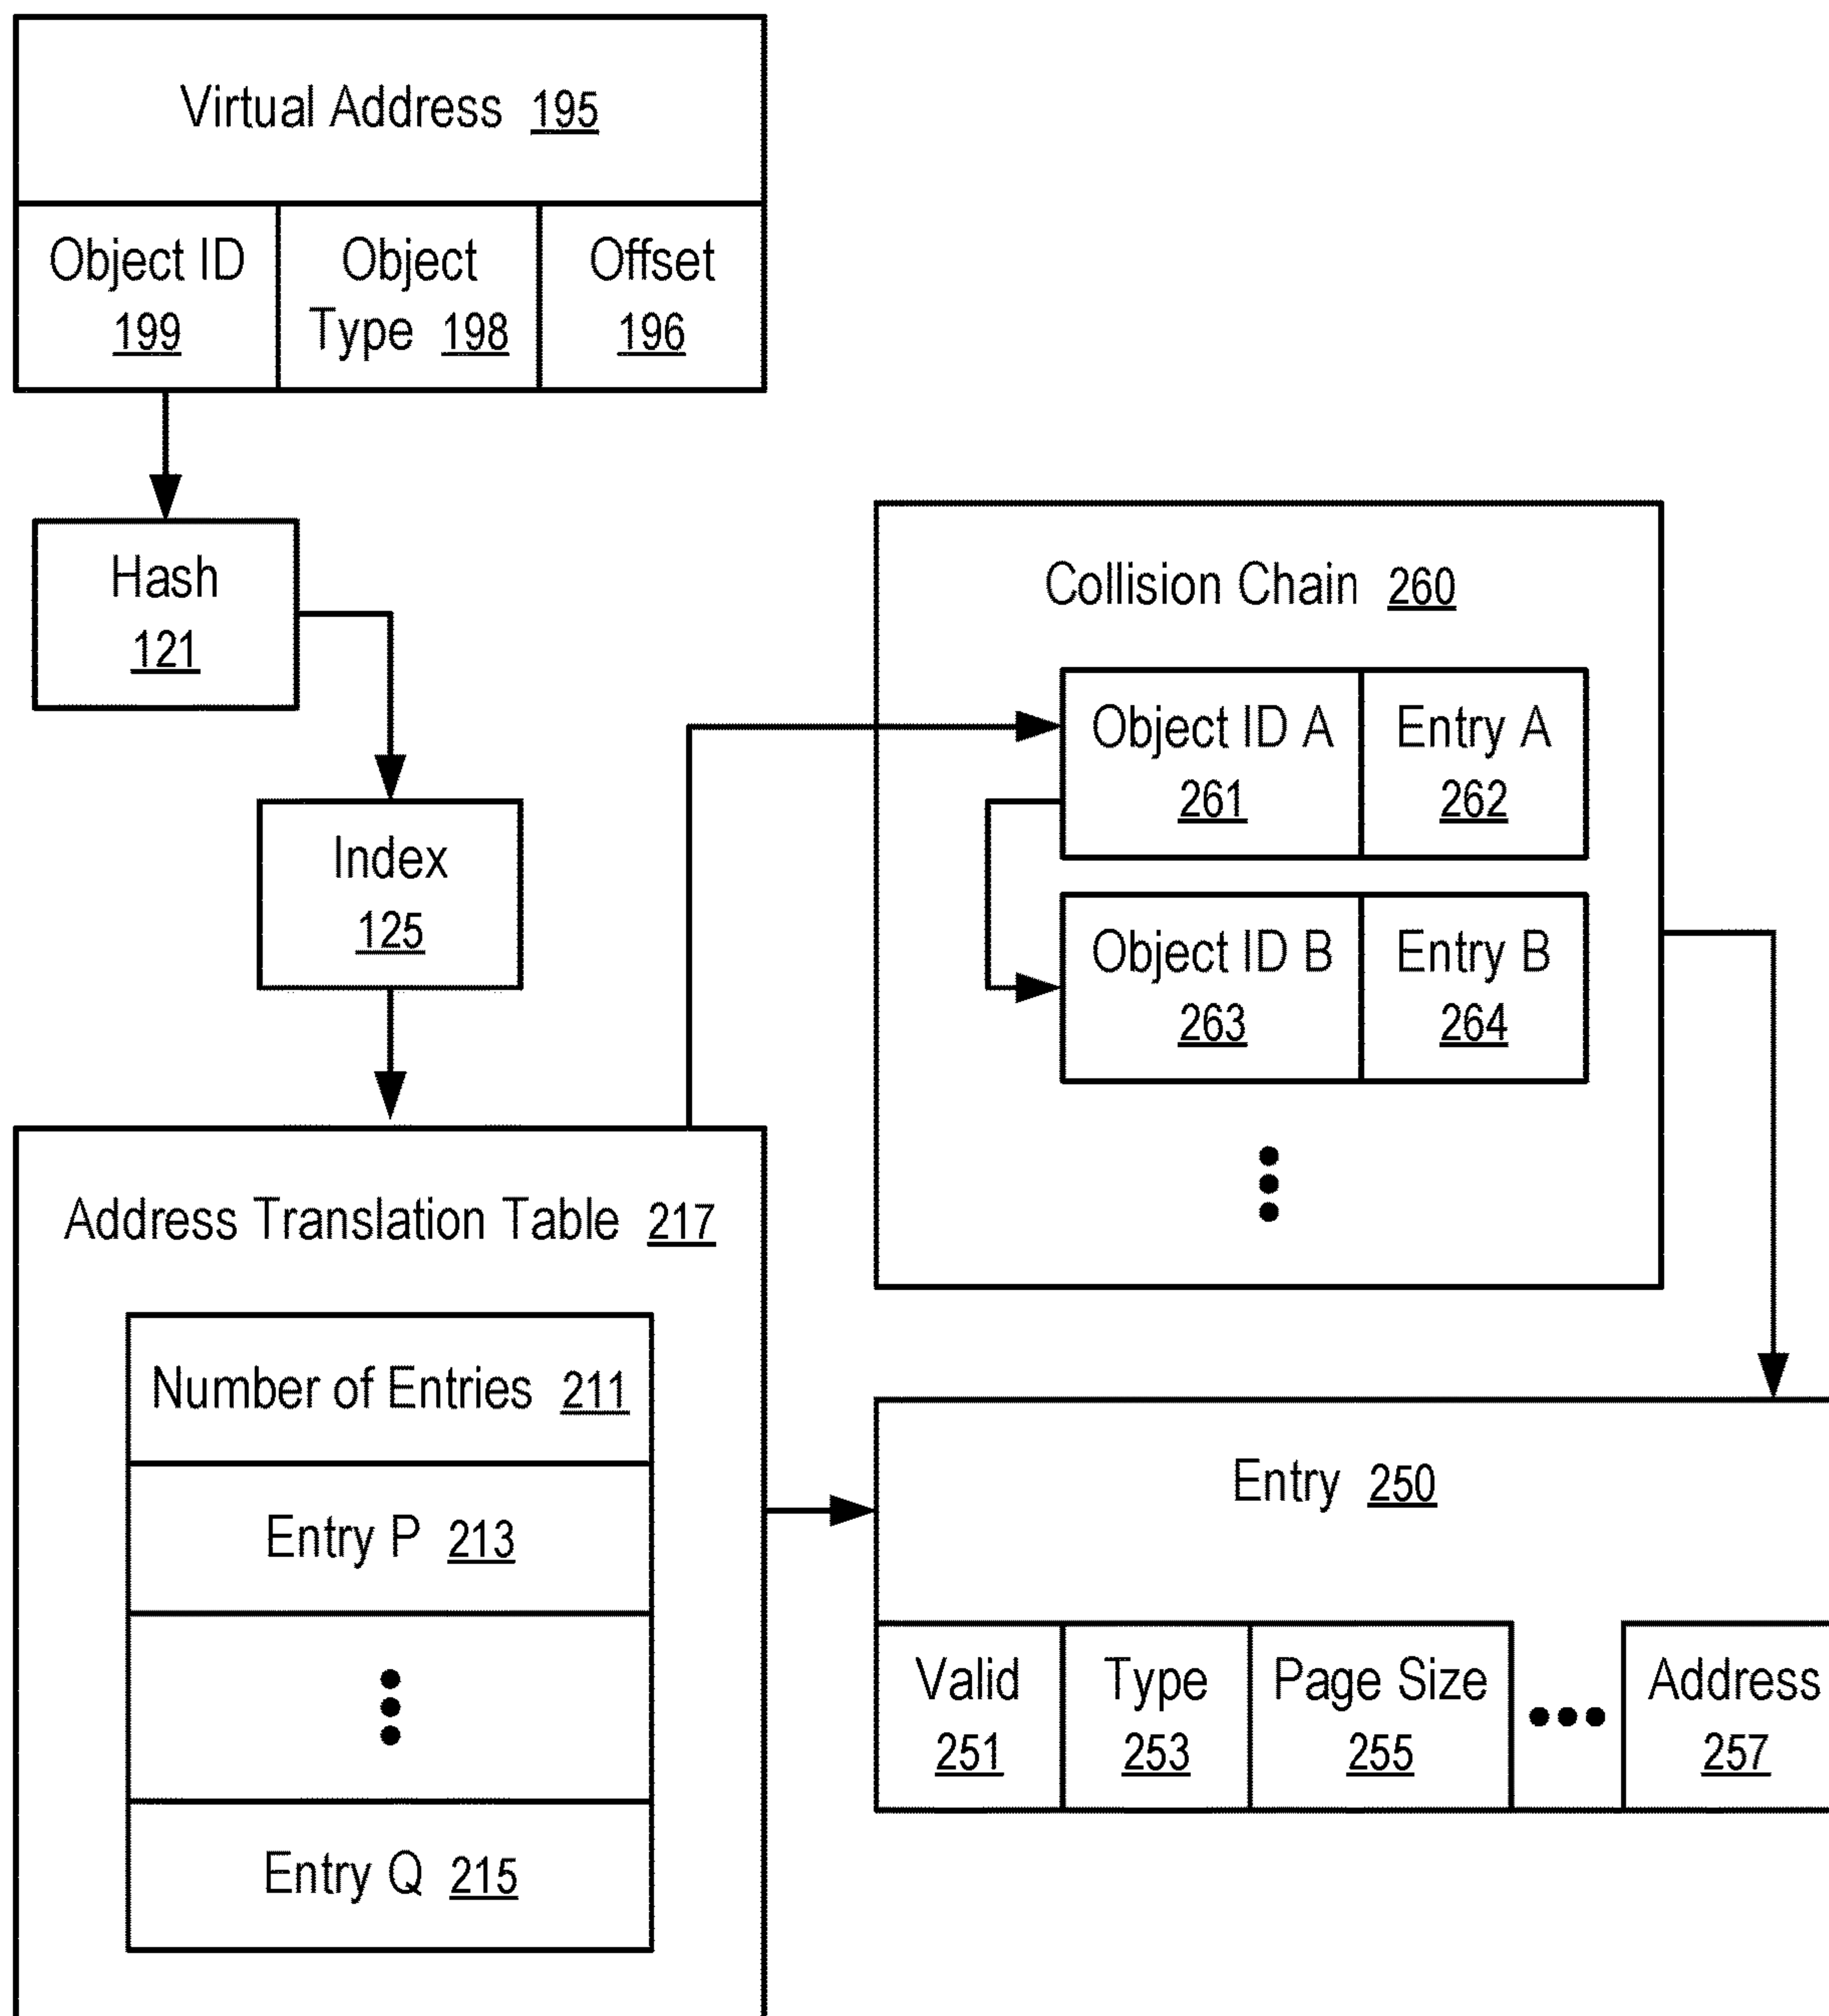 Virtual Address 195
Object ID
199
Object
Type 198
Offset
196
Hash
121
Index
125
Collision Chain 260
Object ID A
261
Entry A
262
Object ID B
263
Entry B
264
Address Translation Table 217
Number of Entries 211
Entry P 213
Entry Q 215
Entry 250
Valid
251
Type
253
Page Size
255
Address
257